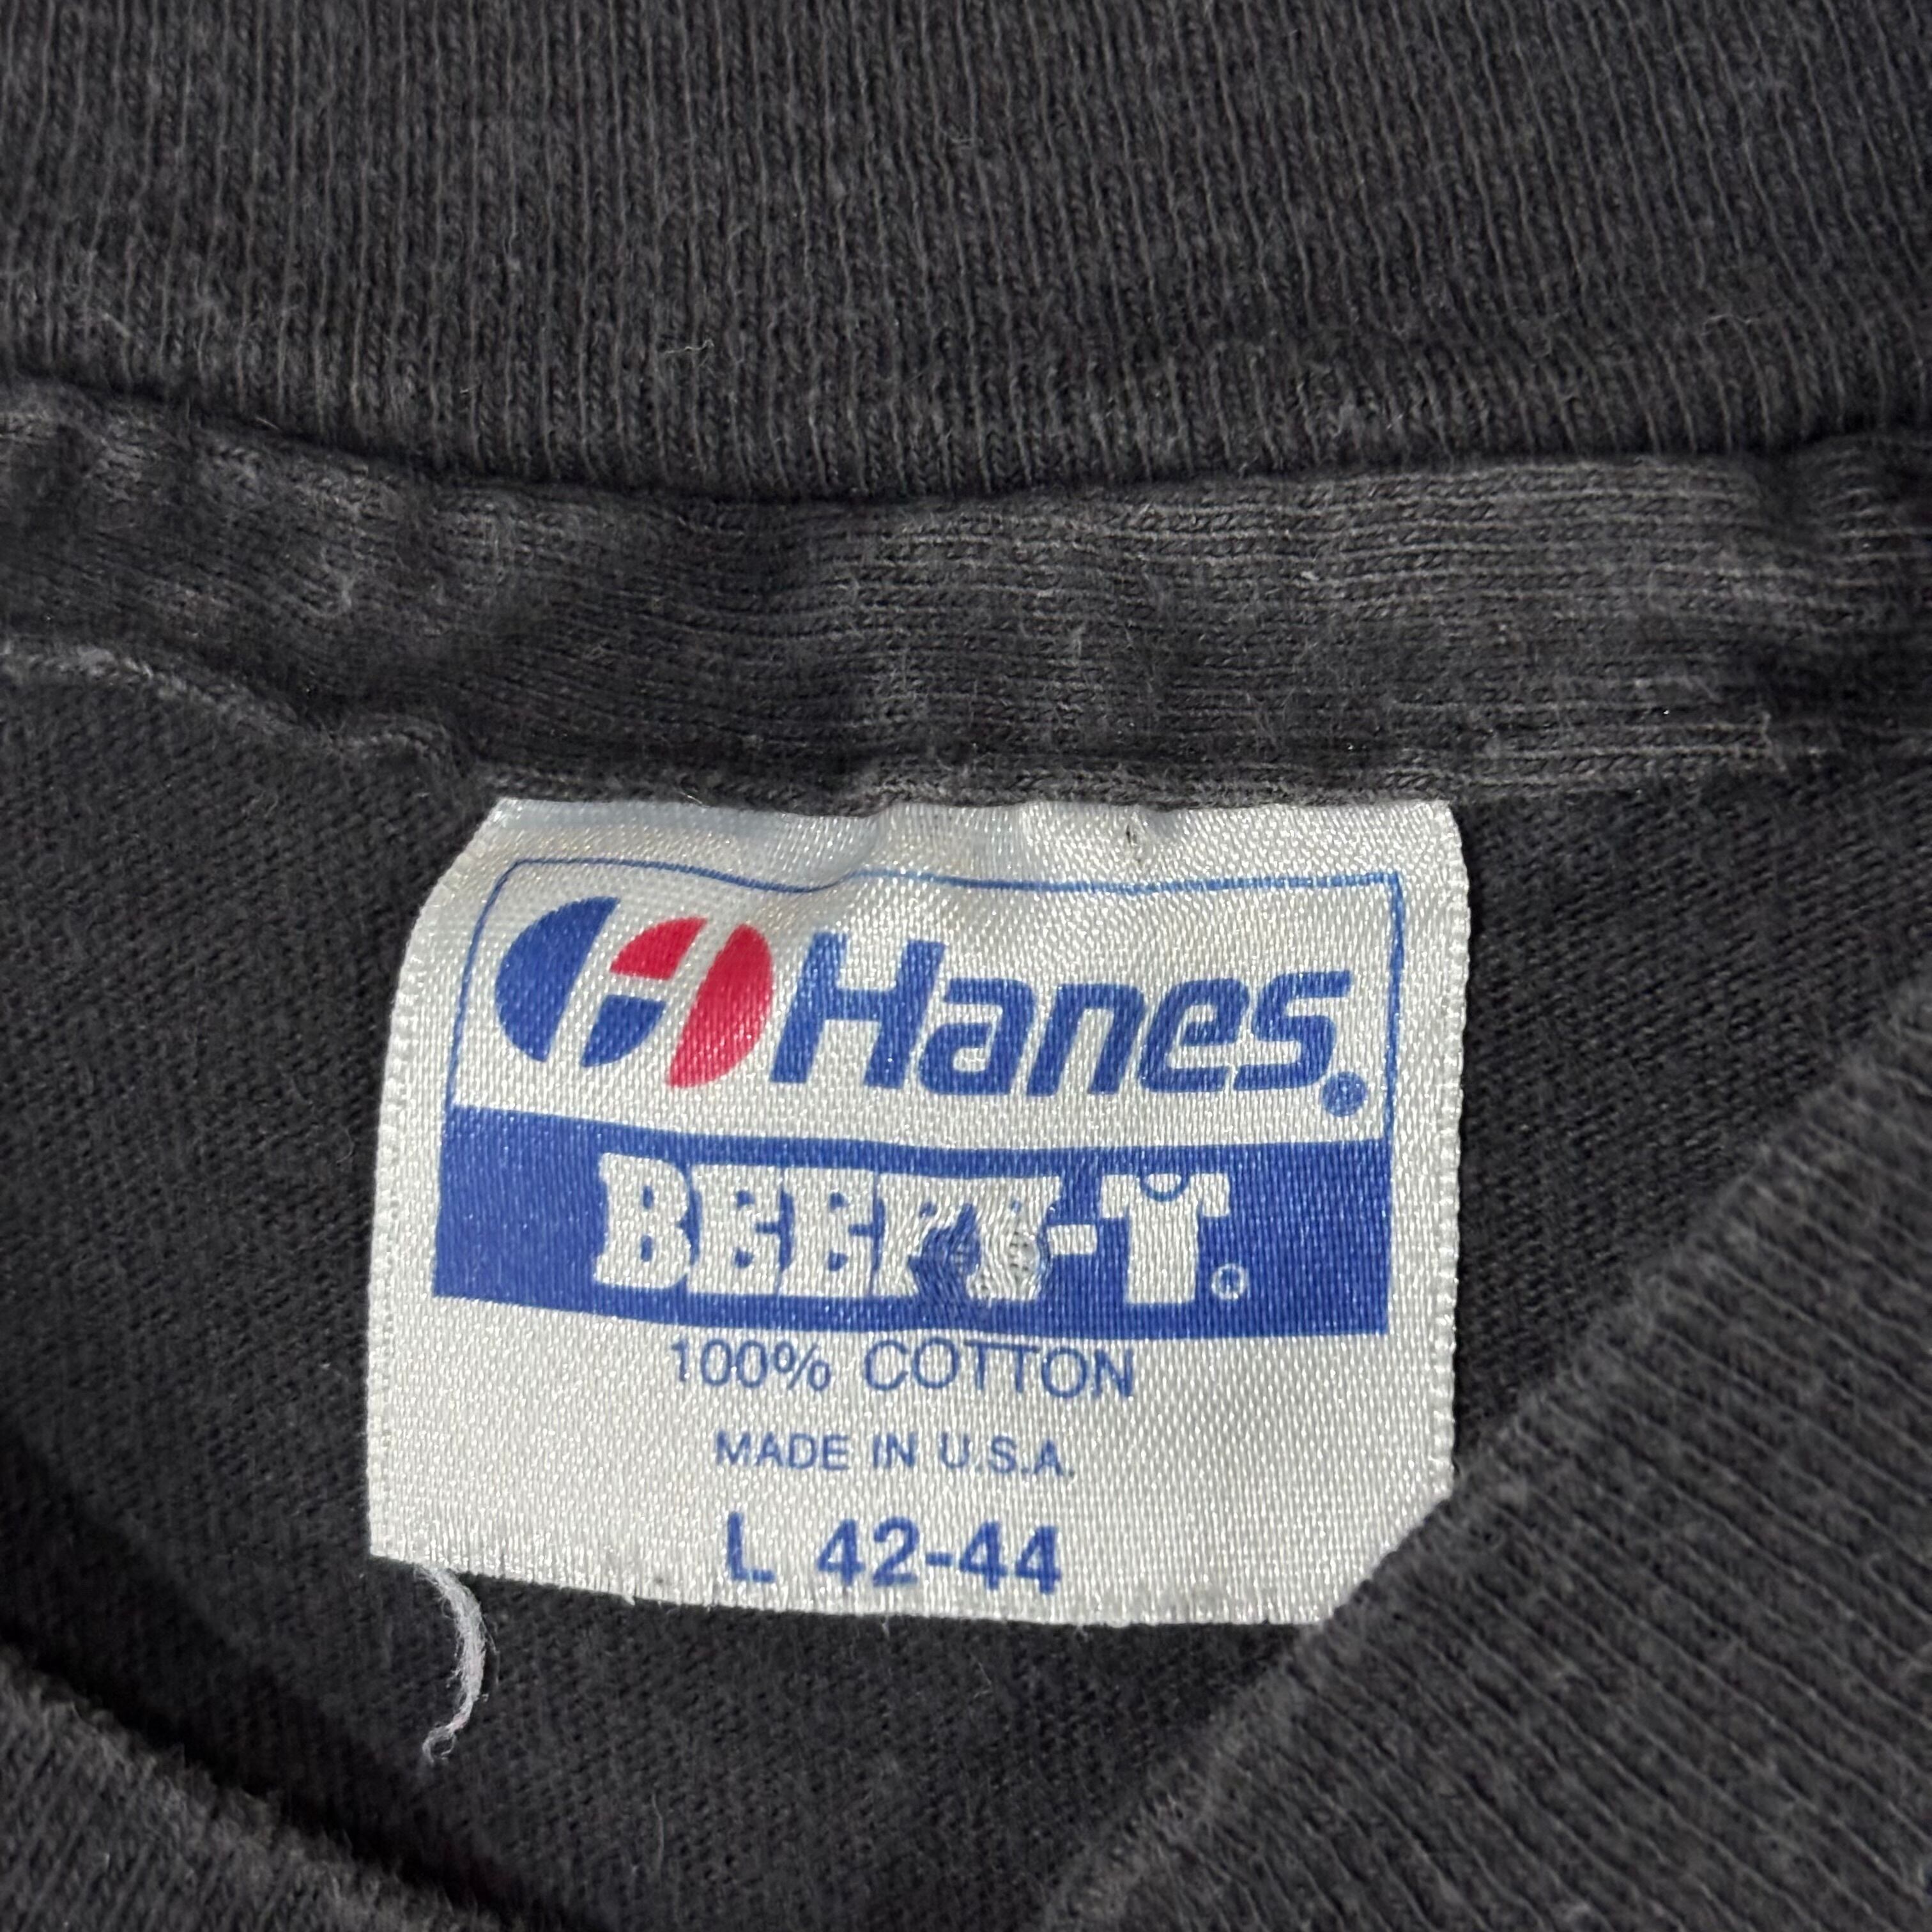 Hanes®
BEEFY-T®
100% COTTON
MADE IN U.S.A.
L 42-44